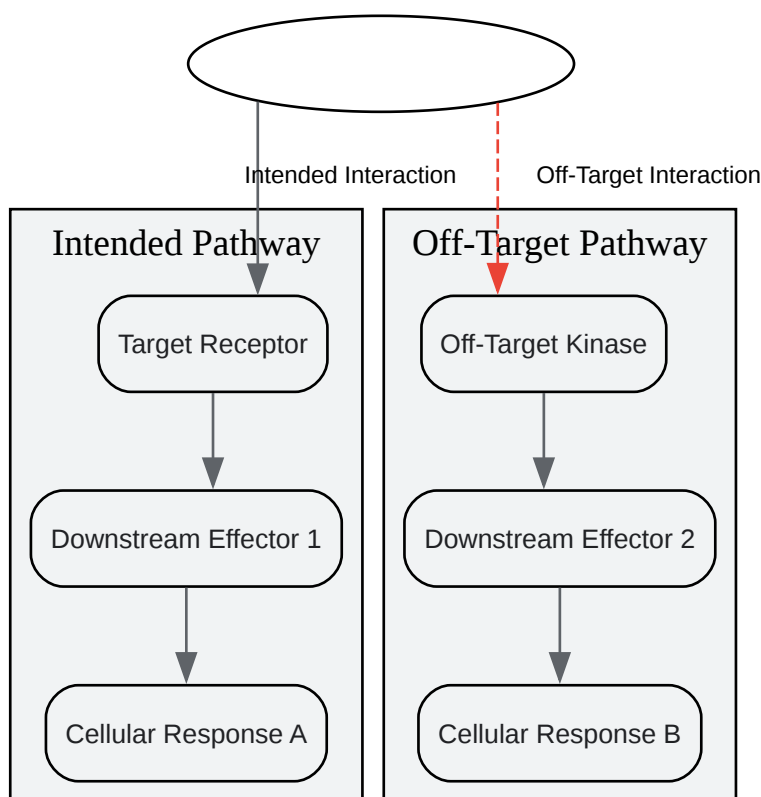 Intended Interaction
Off-Target Interaction
Intended Pathway
Off-Target Pathway
Target Receptor
Off-Target Kinase
Downstream Effector 1
Downstream Effector 2
Cellular Response A
Cellular Response B